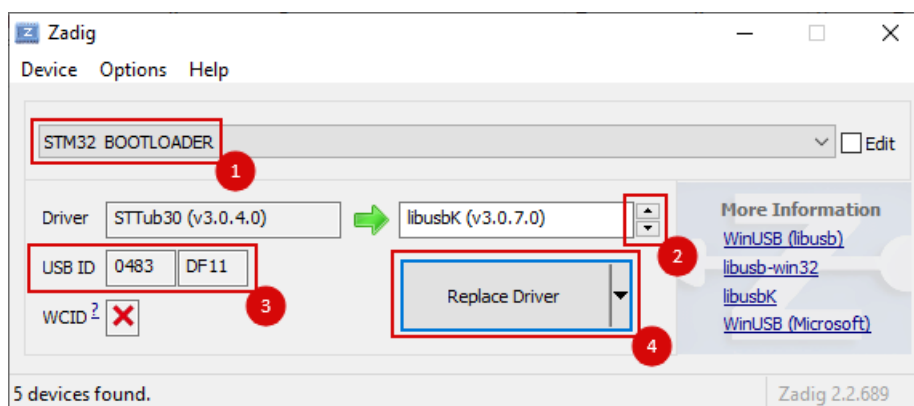 Zadig
Device Options Help
STM32 BOOTLOADER
Edit
1
Driver STTub30 (v3.0.4.0) libusbK (v3.0.7.0)
2
USB ID 0483 DF11
3
WCID ?
Replace Driver
4
More Information
WinUSB (libusb)
libusb-win32
libusbK
WinUSB (Microsoft)
5 devices found.
Zadig 2.2.689